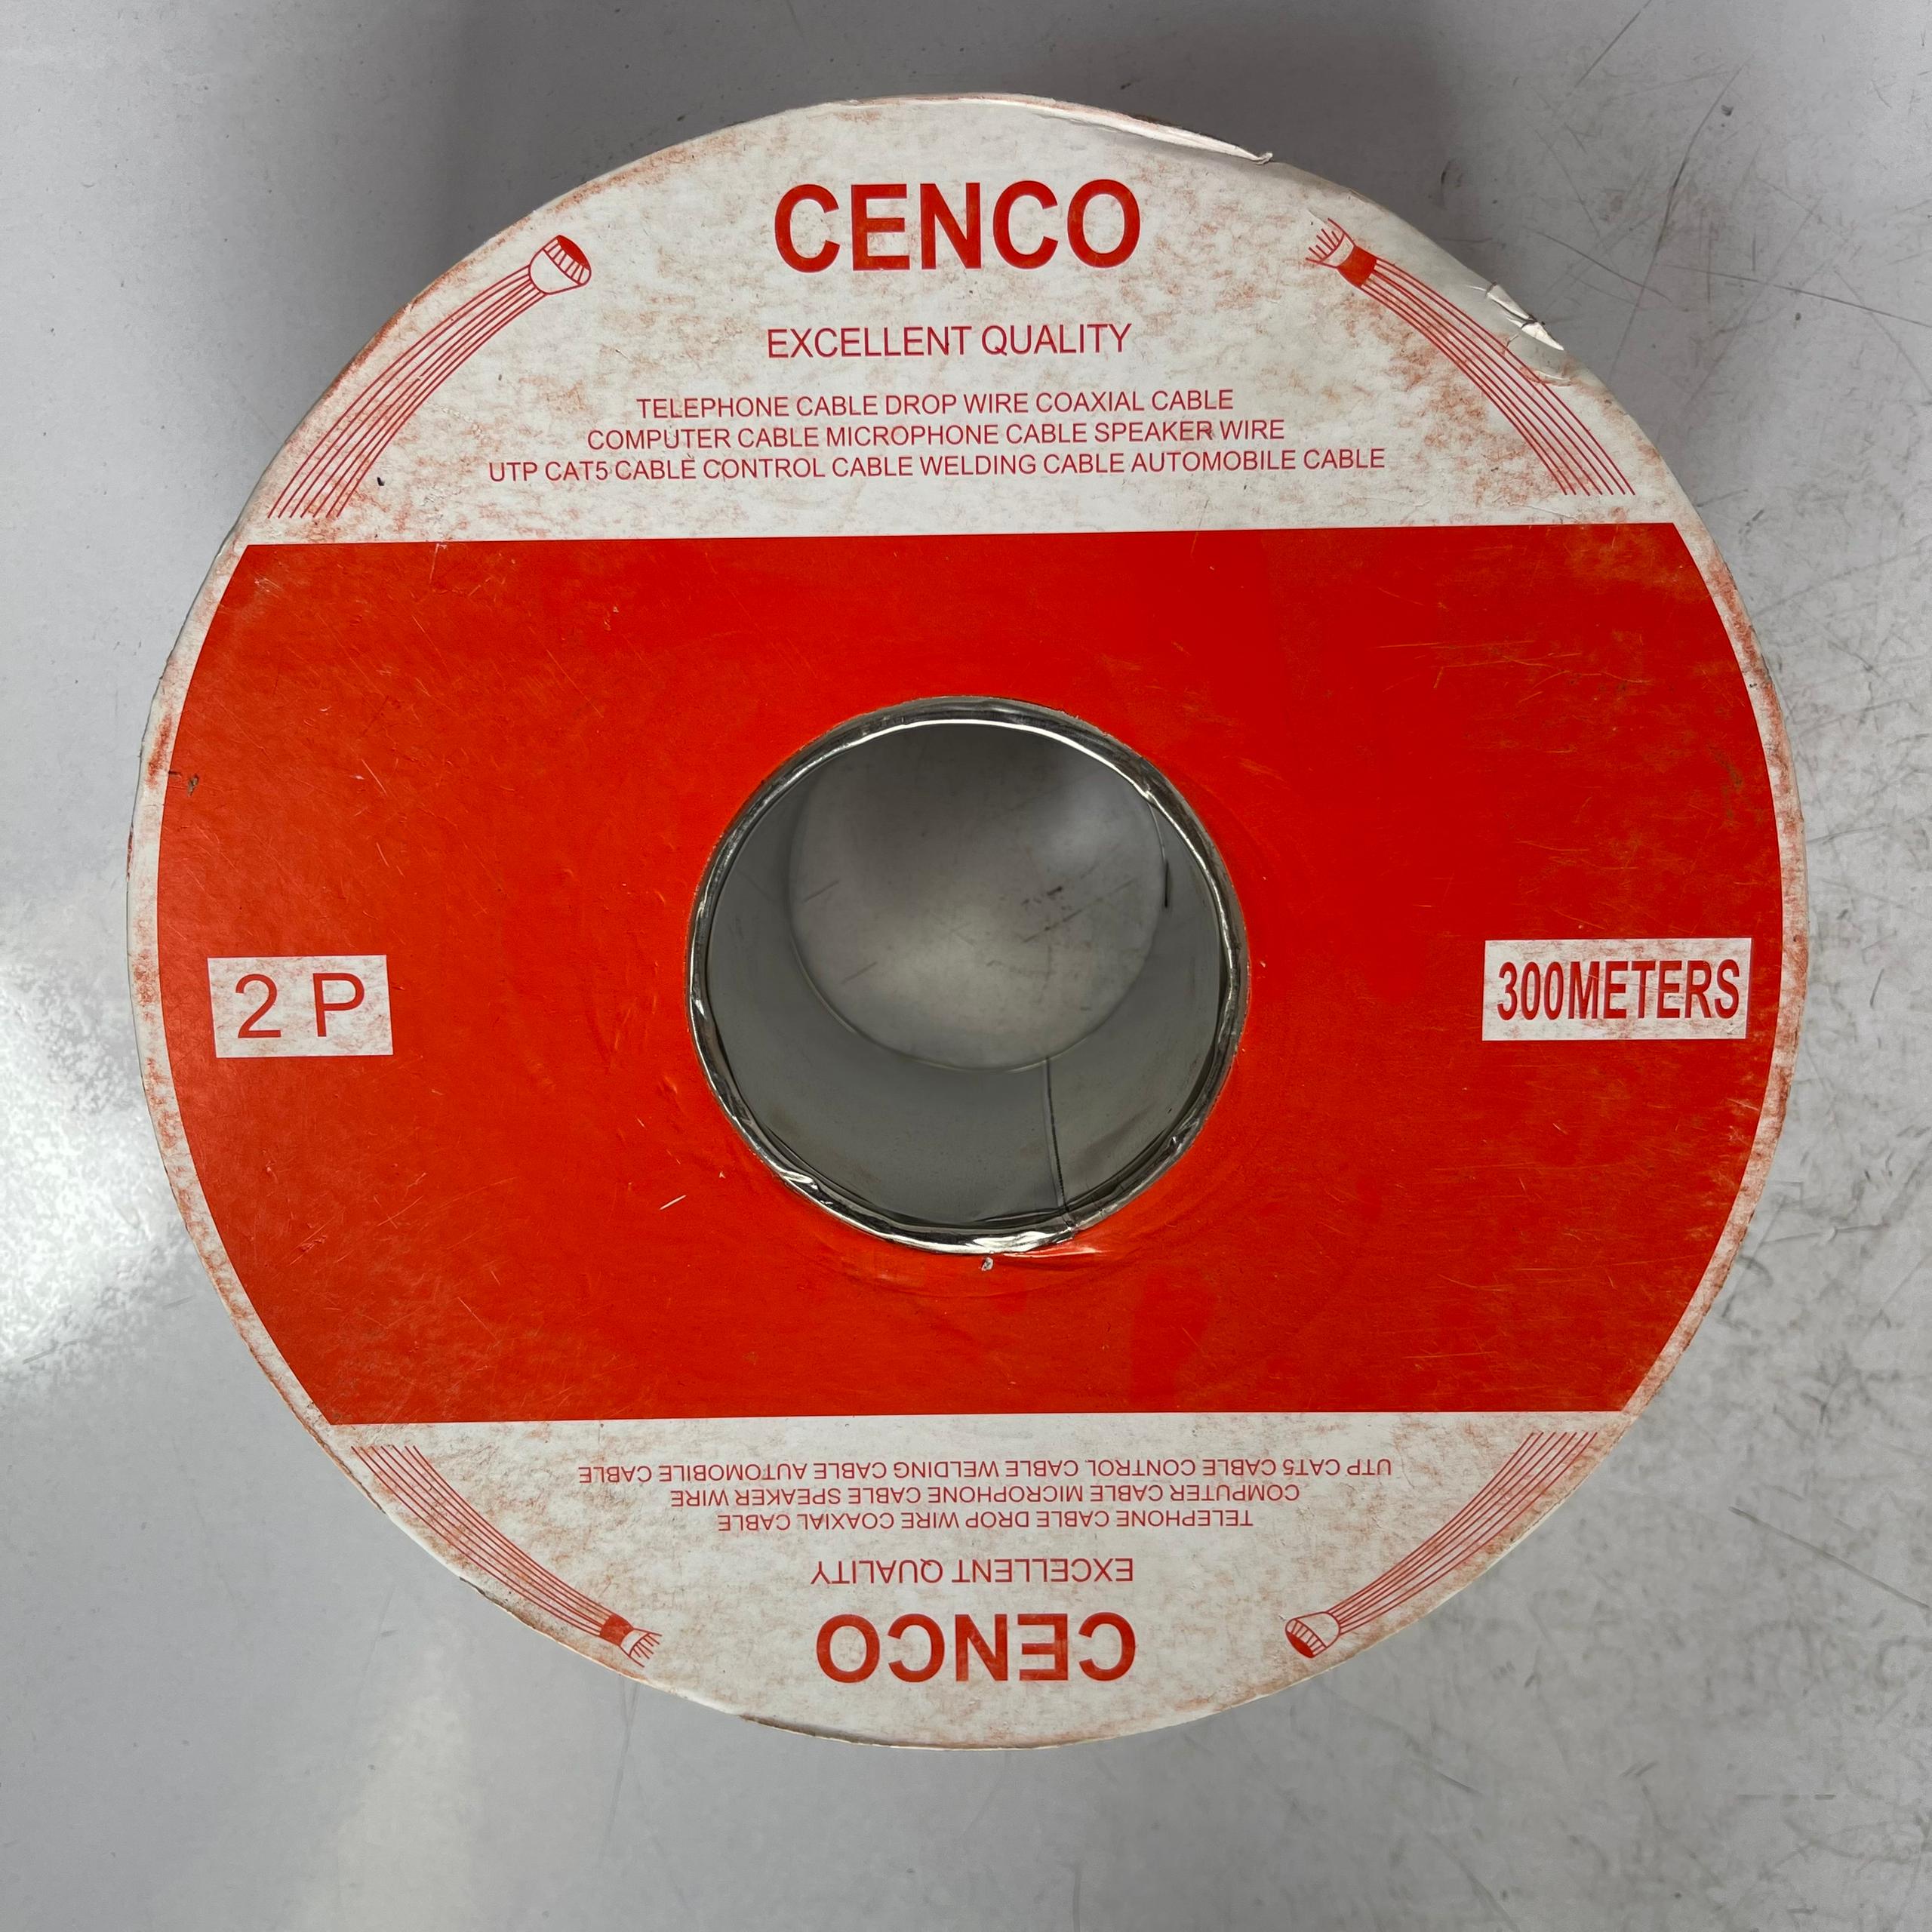 CENCO
EXCELLENT QUALITY
TELEPHONE CABLE DROP WIRE COAXIAL CABLE
COMPUTER CABLE MICROPHONE CABLE SPEAKER WIRE
UTP CAT5 CABLE CONTROL CABLE WELDING CABLE AUTOMOBILE CABLE
2 P
300METERS
CENCO
EXCELLENT QUALITY
TELEPHONE CABLE DROP WIRE COAXIAL CABLE
COMPUTER CABLE MICROPHONE CABLE SPEAKER WIRE
UTP CAT5 CABLE CONTROL CABLE WELDING CABLE AUTOMOBILE CABLE